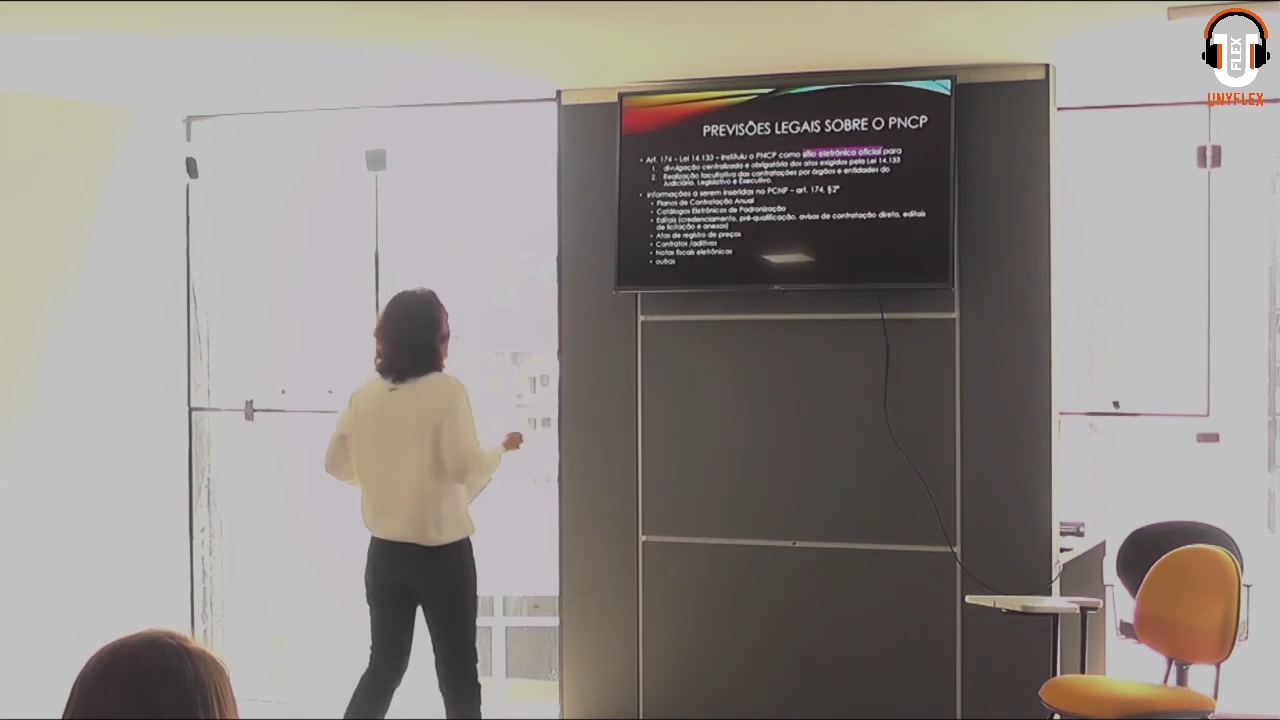 FLEX
UNYFLEX
PREVISÕES LEGAIS SOBRE O PNCP
• Art. 174 – Lei 14.133 – Instituiu o PNCP como sítio eletrônico oficial para
1. divulgação centralizada e obrigatória dos atos exigidos pela Lei 14.133
2. Realização facultativa das contratações por órgãos e entidades do
Judiciário, Legislativo e Executivo.
• informações a serem inseridas no PCNP – art. 174, §2º
• Planos de Contratação Anual
• Catálogos Eletrônicos de Padronização
• Editais (credenciamento, pré-qualificação, avisos de contratação direta, editais
de licitação e anexos)
• Atas de registro de preços
• Contratos /aditivos
• Notas fiscais eletrônicas
• outras